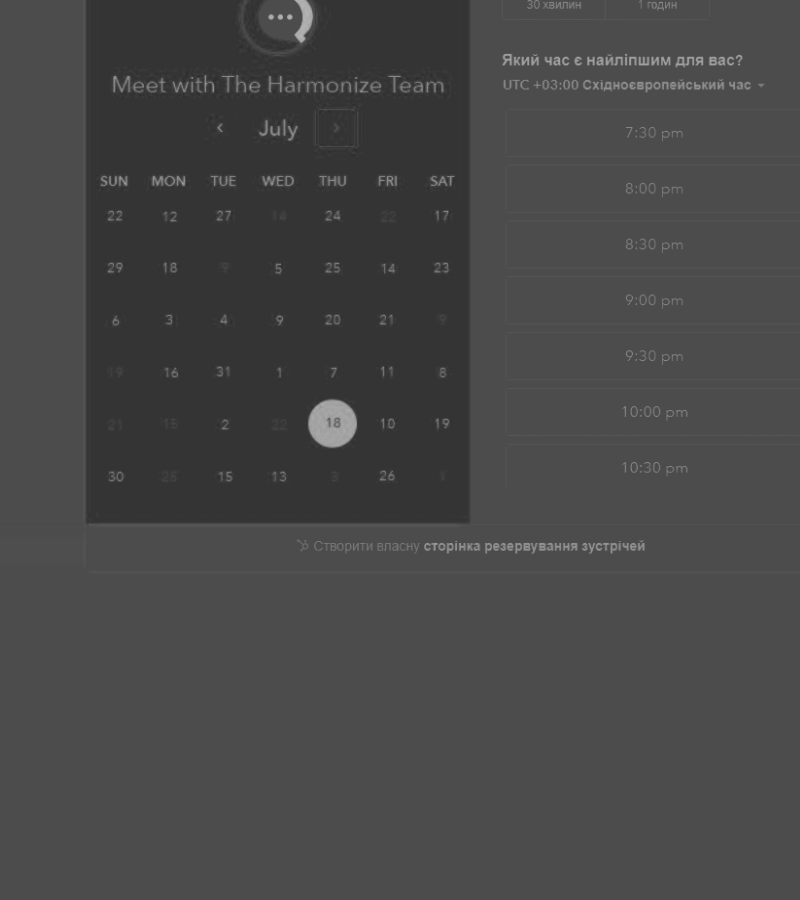 Meet with The Harmonize Team
July
SUN MON TUE WED THU FRI SAT
22 12 27 14 24 22 17
29 18 9 5 25 14 23
6 3 4 9 20 21
19 16 31 1 7 11 8
21 15 2 22 18 10 19
30 25 15 13 3 26
30 хвилин 1 годин
Який час є найліпшим для вас?
UTC +03:00 Східноєвропейський час
7:30 pm
8:00 pm
8:30 pm
9:00 pm
9:30 pm
10:00 pm
10:30 pm
Створити власну сторінка резервування зустрічей